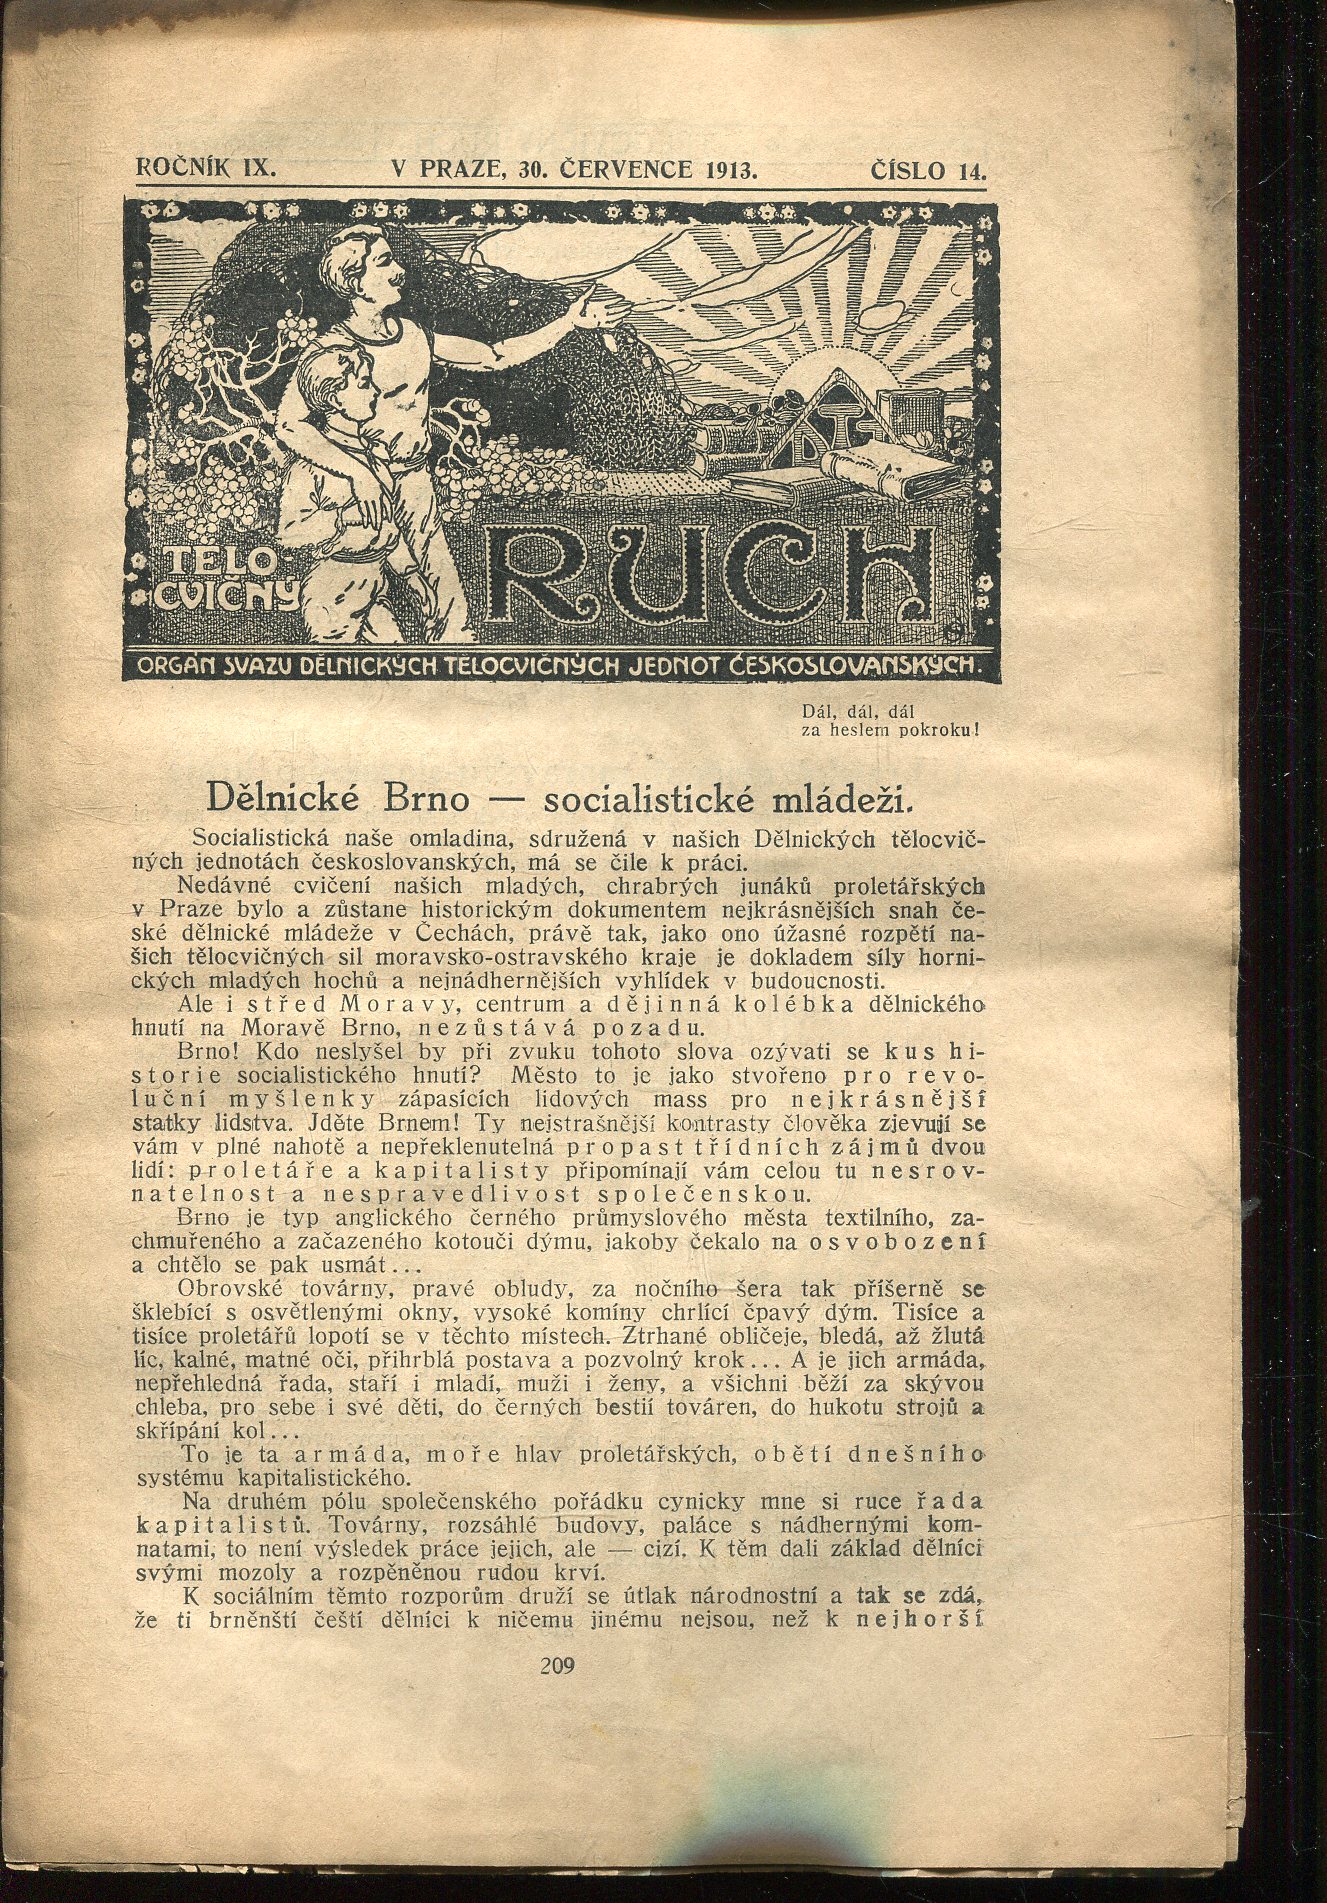 ROČNÍK IX. V PRAZE, 30. ČERVENCE 1913. ČÍSLO 14.
TĚLO-
CVIČNÝ
RUCH
DTJ
ORGÁN SVAZU DĚLNICKÝCH TĚLOCVIČNÝCH JEDNOT ČESKOSLOVANSKÝCH.
Dál, dál, dál
za heslem pokroku!
Dělnické Brno — socialistické mládeži.
Socialistická naše omladina, sdružená v našich Dělnických tělocvič-
ných jednotách českoslovanských, má se čile k práci.
Nedávné cvičení našich mladých, chrabrých junáků proletářských
v Praze bylo a zůstane historickým dokumentem nejkrásnějších snah če-
ské dělnické mládeže v Čechách, právě tak, jako ono úžasné rozpětí na-
šich tělocvičných sil moravsko-ostravského kraje je dokladem síly horni-
ckých mladých hochů a nejnádhernějších vyhlídek v budoucnosti.
Ale i střed Moravy, centrum a dějinná kolébka dělnického
hnutí na Moravě Brno, nezůstává pozadu.
Brno! Kdo neslyšel by při zvuku tohoto slova ozývati se kus hi-
storie socialistického hnutí? Město to je jako stvořeno pro revo-
luční myšlenky zápasících lidových mass pro nejkrásnější
statky lidstva. Jděte Brnem! Ty nejstrašnější kontrasty člověka zjevují se
vám v plné nahotě a nepřeklenutelná propast třídních zájmů dvou
lidí: proletáře a kapitalisty připomínají vám celou tu nesrov-
natelnost a nespravedlivost společenskou.
Brno je typ anglického černého průmyslového města textilního, za-
chmuřeného a začazeného kotouči dýmu, jakoby čekalo na osvobození
a chtělo se pak usmát...
Obrovské továrny, pravé obludy, za nočního šera tak příšerně se
šklebící s osvětlenými okny, vysoké komíny chrlící čpavý dým. Tisíce a
tisíce proletářů lopotí se v těchto místech. Ztrhané obličeje, bledá, až žlutá
líc, kalné, matné oči, přihrblá postava a pozvolný krok... A je jich armáda,
nepřehledná řada, staří i mladí, muži i ženy, a všichni běží za skývou
chleba, pro sebe i své děti, do černých bestií továren, do hukotu strojů a
skřípání kol...
To je ta armáda, moře hlav proletářských, obětí dnešního
systému kapitalistického.
Na druhém pólu společenského pořádku cynicky mne si ruce řada
kapitalistů. Továrny, rozsáhlé budovy, paláce s nádhernými kom-
natami, to není výsledek práce jejich, ale — cizí. K těm dali základ dělníci
svými mozoly a rozpěněnou rudou krví.
K sociálním těmto rozporům druží se útlak národnostní a tak se zdá,
že ti brněnští čeští dělníci k ničemu jinému nejsou, než k nejhorší
209